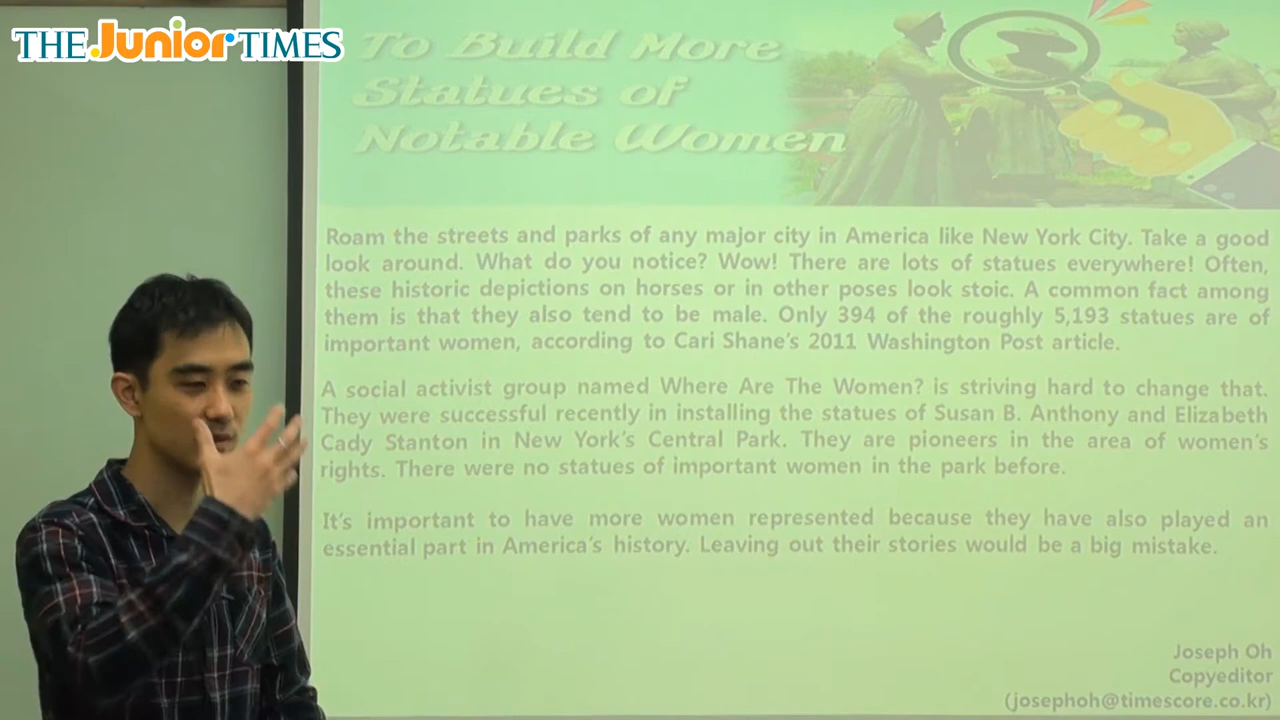 THE Junior TIMES
To Build More
Statues of
Notable Women
Roam the streets and parks of any major city in America like New York City. Take a good
look around. What do you notice? Wow! There are lots of statues everywhere! Often,
these historic depictions on horses or in other poses look stoic. A common fact among
them is that they also tend to be male. Only 394 of the roughly 5,193 statues are of
important women, according to Cari Shane's 2011 Washington Post article.
A social activist group named Where Are The Women? is striving hard to change that.
They were successful recently in installing the statues of Susan B. Anthony and Elizabeth
Cady Stanton in New York's Central Park. They are pioneers in the area of women's
rights. There were no statues of important women in the park before.
It's important to have more women represented because they have also played an
essential part in America's history. Leaving out their stories would be a big mistake.
Joseph Oh
Copyeditor
(josephoh@timescore.co.kr)